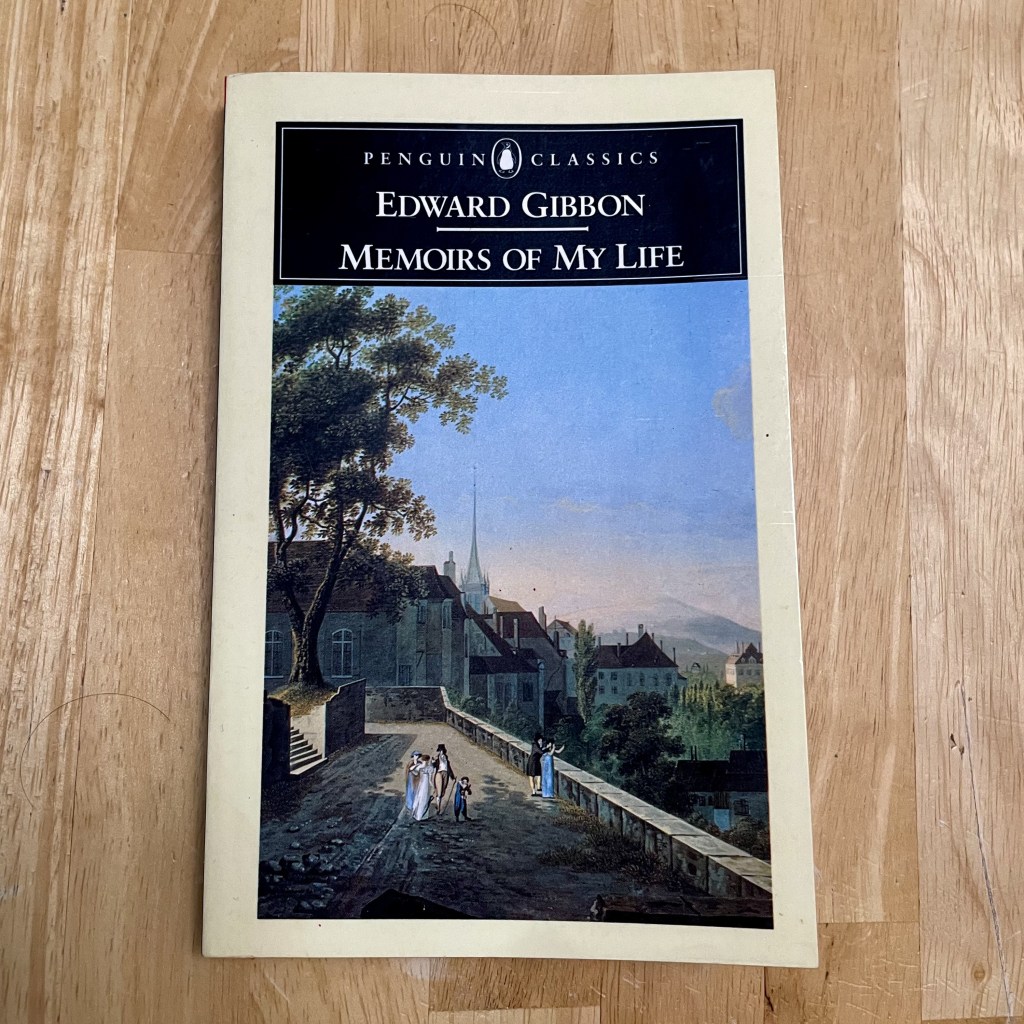 PENGUIN CLASSICS
EDWARD GIBBON
MEMOIRS OF MY LIFE